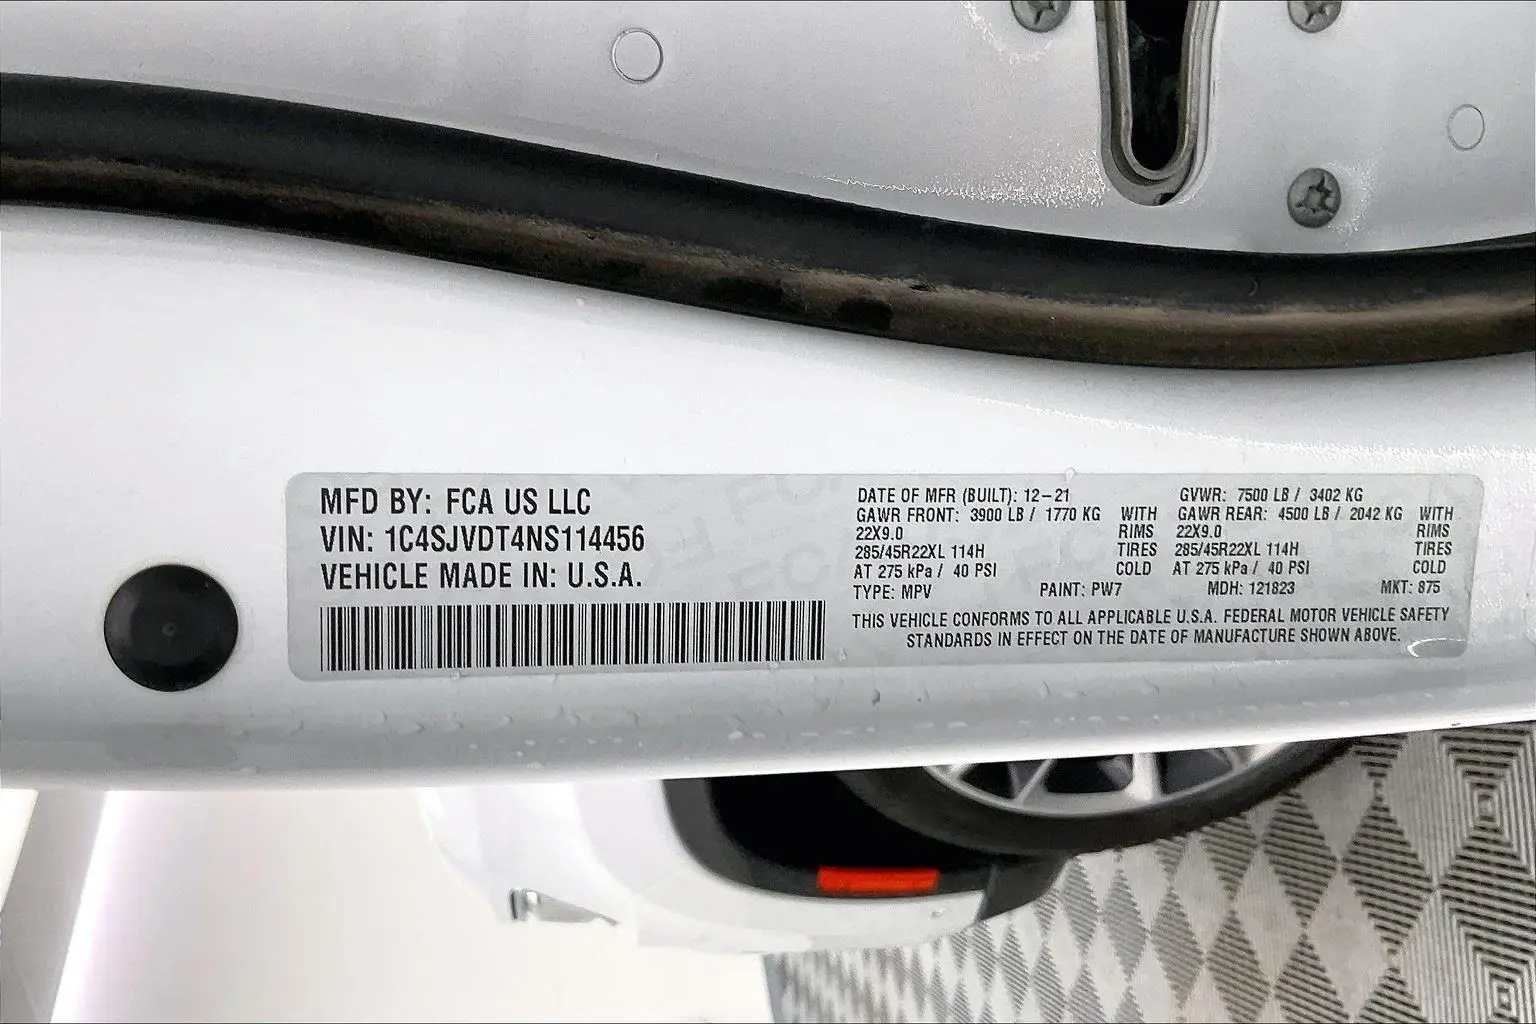 MFD BY: FCA US LLC
VIN: 1C4SJVDT4NS114456
VEHICLE MADE IN: U.S.A.
DATE OF MFR (BUILT): 12-21 GVWR: 7500 LB / 3402 KG
GAWR FRONT: 3900 LB / 1770 KG WITH GAWR REAR: 4500 LB / 2042 KG WITH
22X9.0 RIMS 22X9.0 RIMS
285/45R22XL 114H TIRES 285/45R22XL 114H TIRES
AT 275 kPa / 40 PSI COLD AT 275 kPa / 40 PSI COLD
TYPE: MPV PAINT: PW7 MDH: 121823 MKT: 875
THIS VEHICLE CONFORMS TO ALL APPLICABLE U.S.A. FEDERAL MOTOR VEHICLE SAFETY
STANDARDS IN EFFECT ON THE DATE OF MANUFACTURE SHOWN ABOVE.